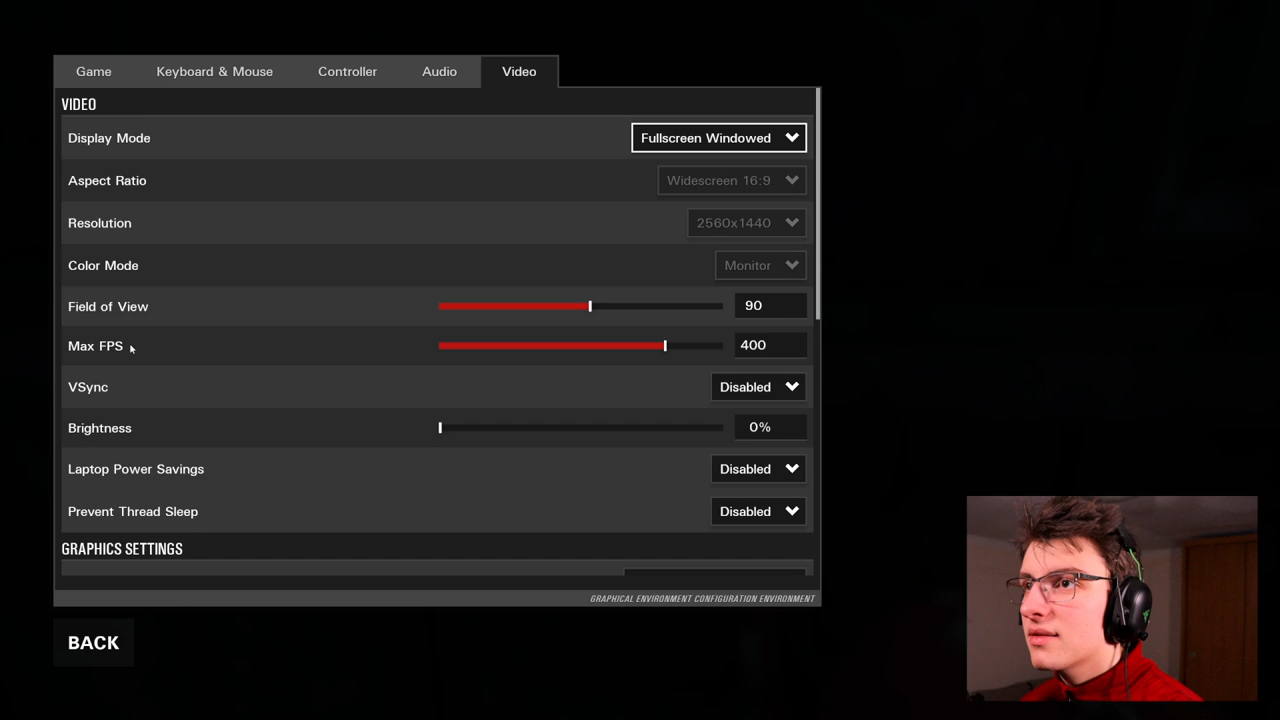 Game Keyboard & Mouse Controller Audio Video
VIDEO
Display Mode Fullscreen Windowed
Aspect Ratio Widescreen 16:9
Resolution 2560x1440
Color Mode Monitor
Field of View 90
Max FPS 400
VSync Disabled
Brightness 0%
Laptop Power Savings Disabled
Prevent Thread Sleep Disabled
GRAPHICS SETTINGS
GRAPHICAL ENVIRONMENT CONFIGURATION ENVIRONMENT
BACK